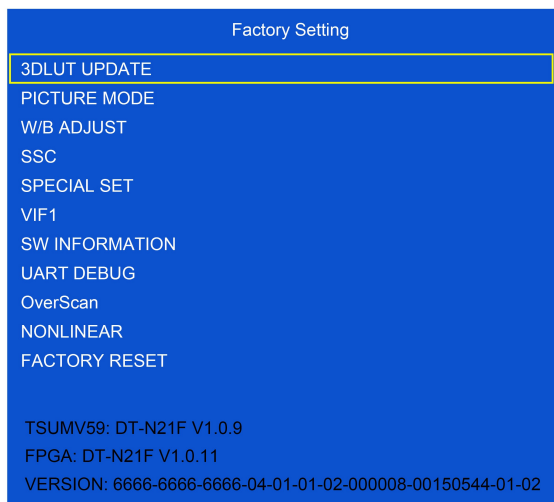 Factory Setting
3DLUT UPDATE
PICTURE MODE
W/B ADJUST
SSC
SPECIAL SET
VIF1
SW INFORMATION
UART DEBUG
OverScan
NONLINEAR
FACTORY RESET
TSUMV59: DT-N21F V1.0.9
FPGA: DT-N21F V1.0.11
VERSION: 6666-6666-6666-04-01-01-02-000008-00150544-01-02